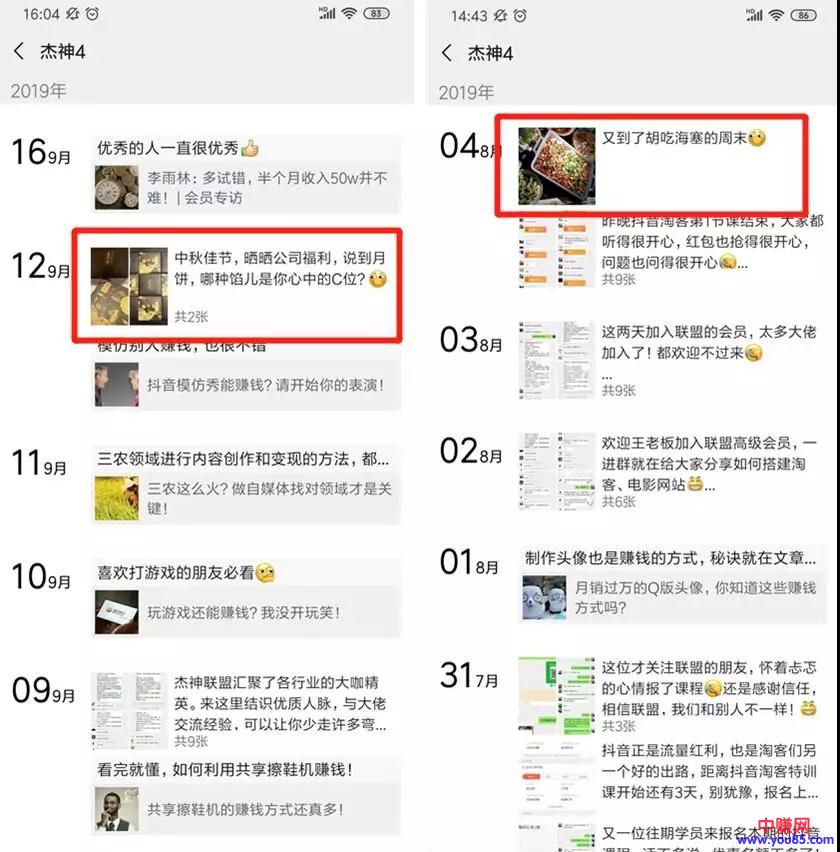 16:04
HD
83
杰神4
2019年
16 9月
优秀的人一直很优秀👍
李雨林：多试错，半个月收入50w并不
难！| 会员专访
12 9月
中秋佳节，晒晒公司福利，说到月
饼，哪种馅儿是你心中的C位？
共2张
模仿别人赚钱，也很不错
抖音模仿秀能赚钱？请开始你的表演！
11 9月
三农领域进行内容创作和变现的方法，都...
三农这么火？做自媒体找对领域才是关
键！
10 9月
喜欢打游戏的朋友必看
玩游戏还能赚钱？我没开玩笑！
09 9月
杰神联盟汇聚了各行业的大咖精
英。来这里结识优质人脉，与大佬
交流经验，可以让你少走许多弯...
共9张
看完就懂，如何利用共享擦鞋机赚钱！
共享擦鞋机的赚钱方式还真多！
14:43
HD
86
杰神4
2019年
04 8月
又到了胡吃海塞的周末
昨晚抖音淘客第1节课结束，大家都
听得很开心，红包也抢得很开心，
问题也问得很开心...
共9张
03 8月
这两天加入联盟的会员，太多大佬
加入了！都欢迎不过来
...
共9张
02 8月
欢迎王老板加入联盟高级会员，一
进群就在给大家分享如何搭建淘
客、电影网站...
共6张
01 8月
制作头像也是赚钱的方式，秘诀就在文章...
月销过万的Q版头像，你知道这些赚钱
方式吗？
31 7月
这位才关注联盟的朋友，怀着忐忑
的心情报了课程还是感谢信任，
相信联盟，我们和别人不一样！
共3张
抖音正是流量红利，也是淘客们另
一个好的出路，距离抖音淘客特训
课开始还有3天，别犹豫，报名上...
又一位往期学员来报名本期的抖音
中赚网
www.you85.com